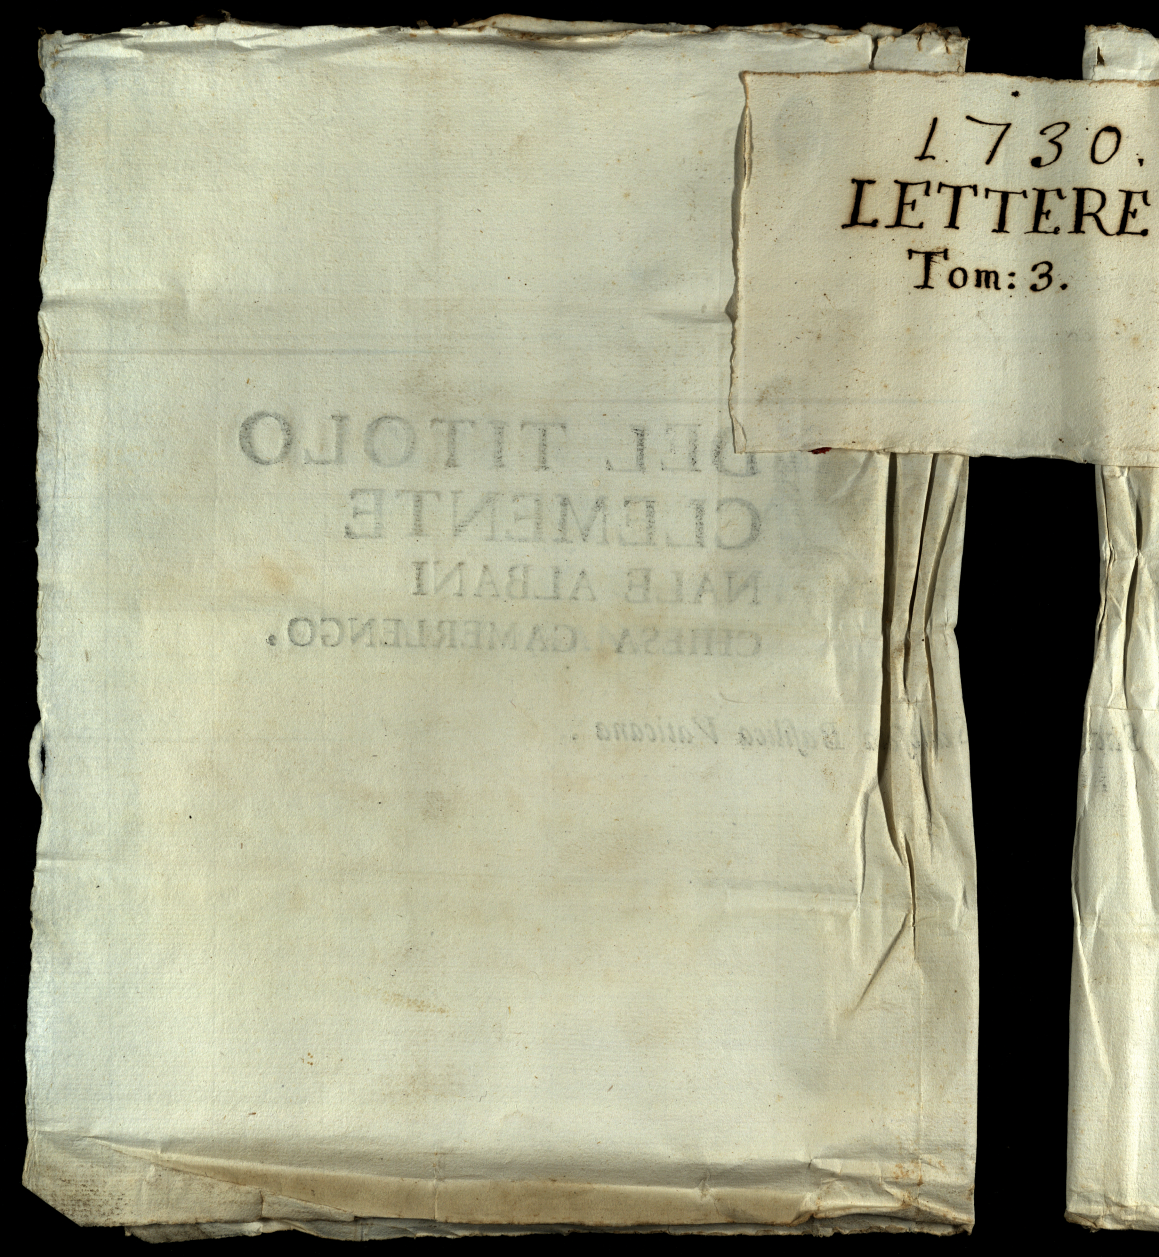 1730.
LETTERE
Tom: 3.
DEL TITOLO
CLEMENTE
NALE ALBANI
CHIESA CAMERLENGO.
Basilica Vaticana.